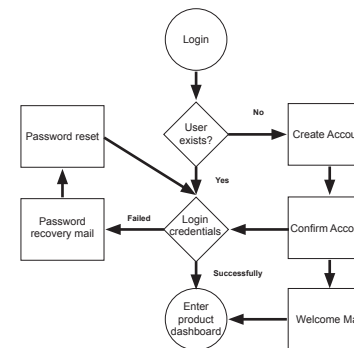 Login
No
User
exists?
Create Accou
Password reset
Yes
Login
credentials
Failed
Password
recovery mail
Confirm Accou
Successfully
Enter
product
dashboard
Welcome Ma